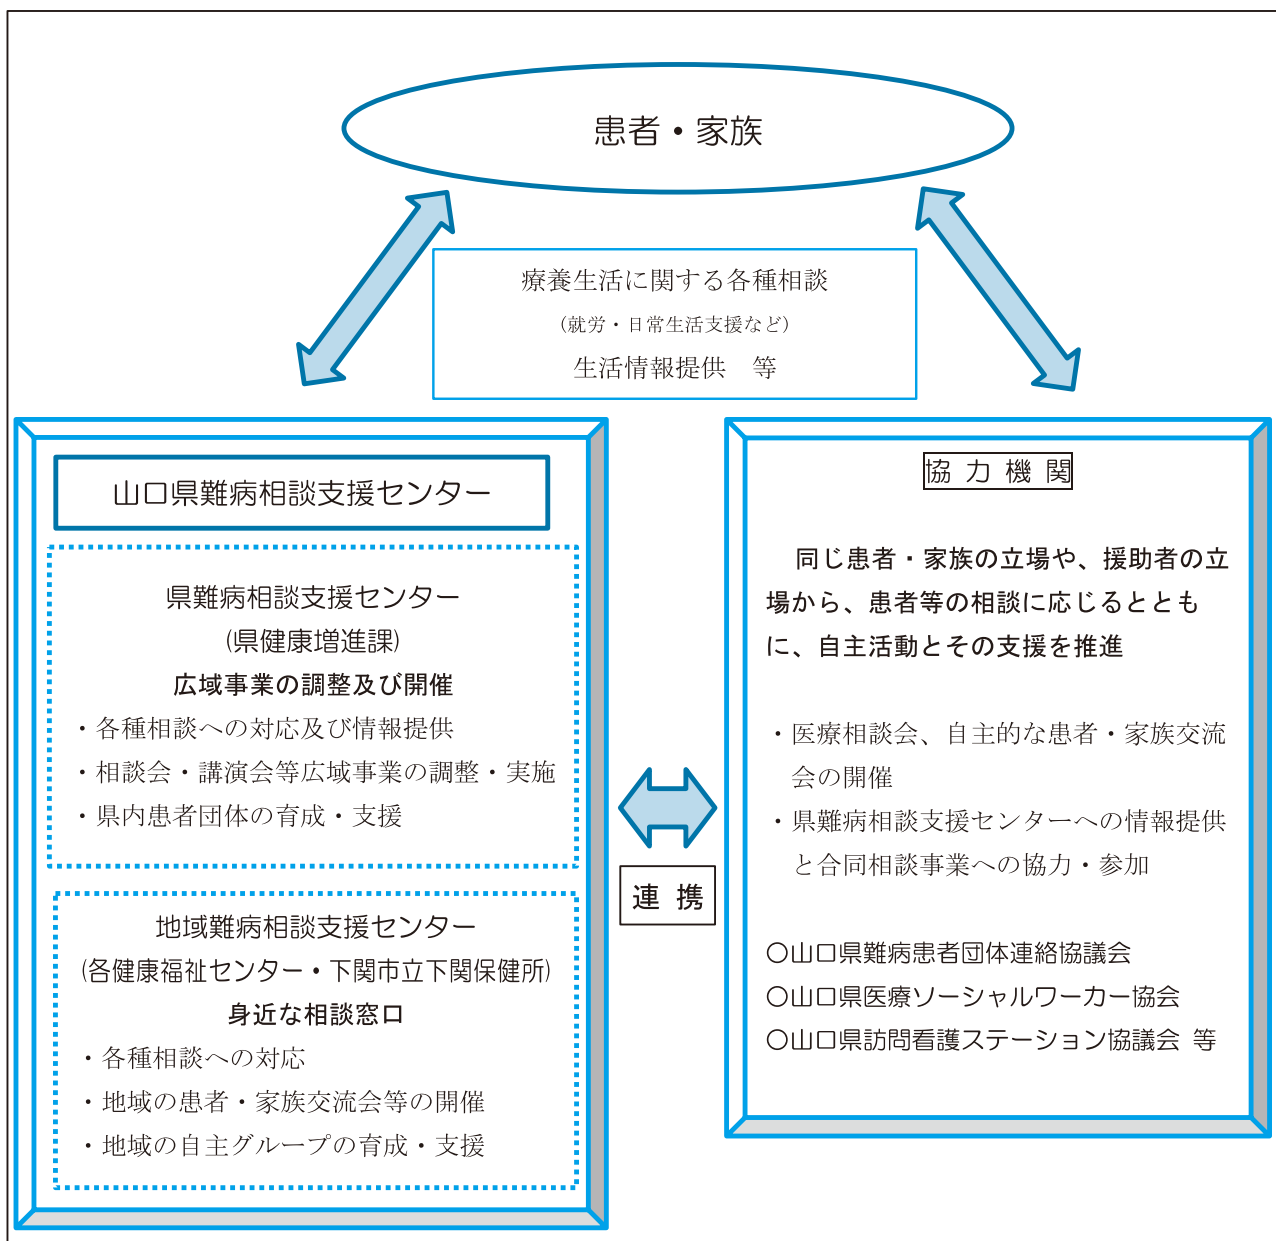 患者・家族
療養生活に関する各種相談
(就労・日常生活支援など)
生活情報提供　等
山口県難病相談支援センター
県難病相談支援センター
(県健康増進課)
広域事業の調整及び開催
・各種相談への対応及び情報提供
・相談会・講演会等広域事業の調整・実施
・県内患者団体の育成・支援
地域難病相談支援センター
(各健康福祉センター・下関市立下関保健所)
身近な相談窓口
・各種相談への対応
・地域の患者・家族交流会等の開催
・地域の自主グループの育成・支援
連 携
協 力 機 関
同じ患者・家族の立場や、援助者の立
場から、患者等の相談に応じるととも
に、自主活動とその支援を推進
・医療相談会、自主的な患者・家族交流
会の開催
・県難病相談支援センターへの情報提供
と合同相談事業への協力・参加
○山口県難病患者団体連絡協議会
○山口県医療ソーシャルワーカー協会
○山口県訪問看護ステーション協議会 等